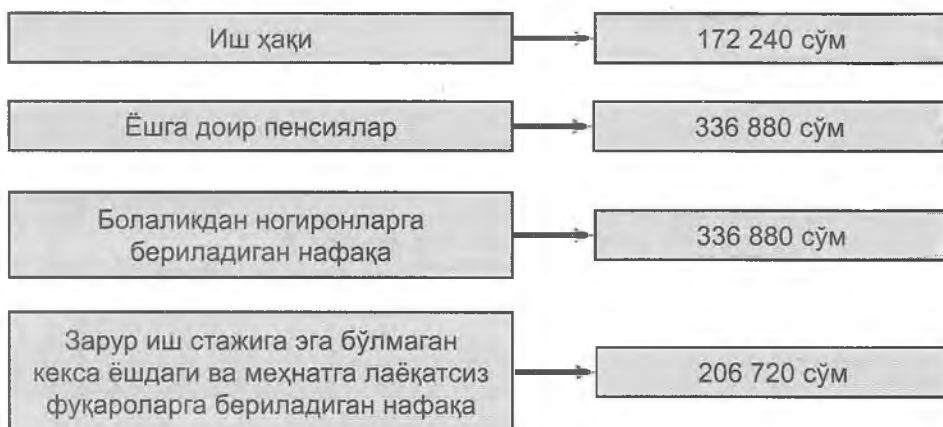 Иш ҳақи
172 240 сўм
Ёшга доир пенсиялар
336 880 сўм
Болаликдан ногиронларга
бериладиган нафақа
336 880 сўм
Зарур иш стажига эга бўлмаган
кекса ёшдаги ва меҳнатга лаёқатсиз
фуқароларга бериладиган нафақа
206 720 сўм